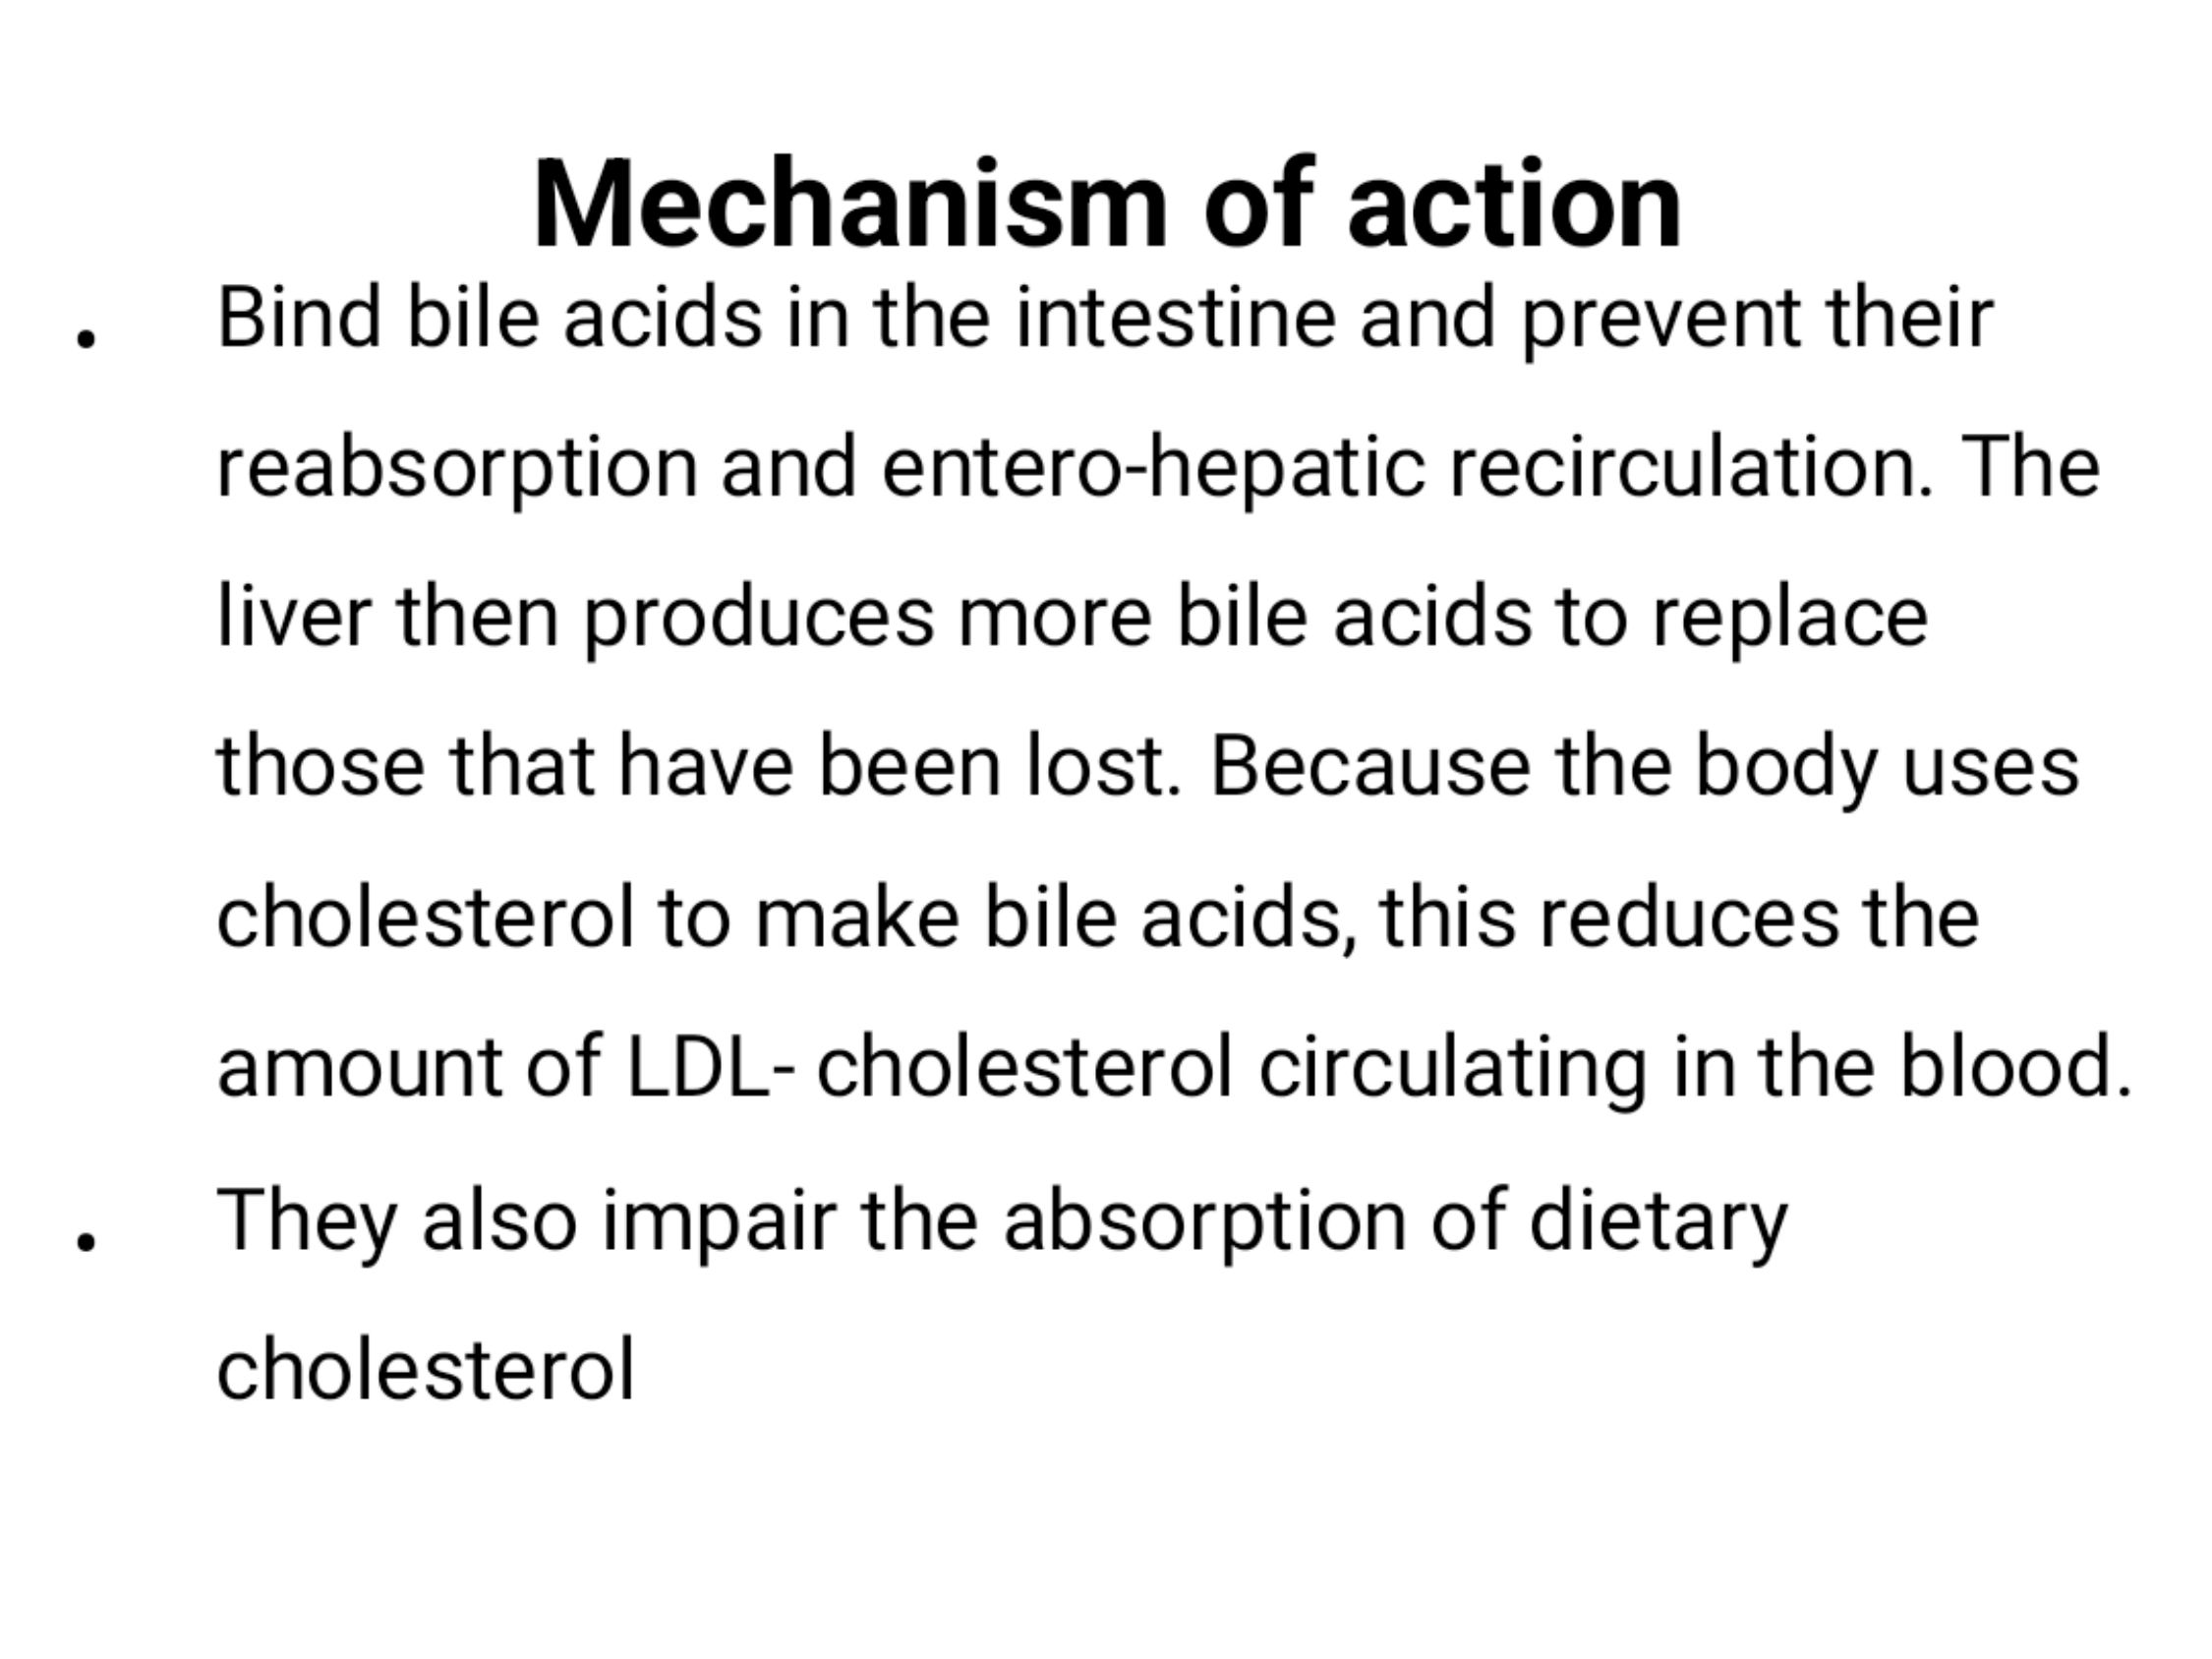 Mechanism of action
• Bind bile acids in the intestine and prevent their
reabsorption and entero-hepatic recirculation. The
liver then produces more bile acids to replace
those that have been lost. Because the body uses
cholesterol to make bile acids, this reduces the
amount of LDL- cholesterol circulating in the blood.
• They also impair the absorption of dietary
cholesterol